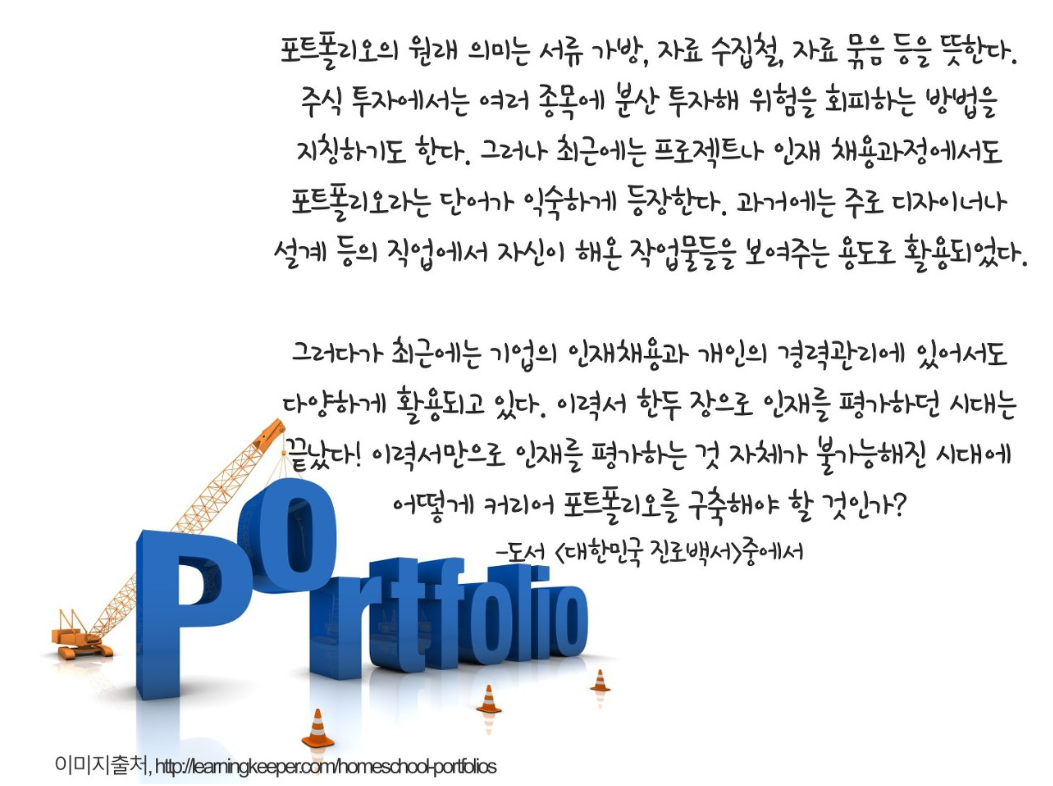 포트폴리오의 원래 의미는 서류 가방, 자료 수집철, 자료 묶음 등을 뜻한다.
주식 투자에서는 여러 종목에 분산 투자해 위험을 회피하는 방법을
지칭하기도 한다. 그러나 최근에는 프로젝트나 인재 채용과정에서도
포트폴리오라는 단어가 익숙하게 등장한다. 과거에는 주로 디자이너나
설계 등의 직업에서 자신이 해온 작업물들을 보여주는 용도로 활용되었다.
그러다가 최근에는 기업의 인재채용과 개인의 경력관리에 있어서도
다양하게 활용되고 있다. 이력서 한두 장으로 인재를 평가하던 시대는
끝났다! 이력서만으로 인재를 평가하는 것 자체가 불가능해진 시대에
어떻게 커리어 포트폴리오를 구축해야 할 것인가?
-도서 <대한민국 진로백서>중에서
Portfolio
이미지출처, http://learningkeeper.com/homeschool-portfolios